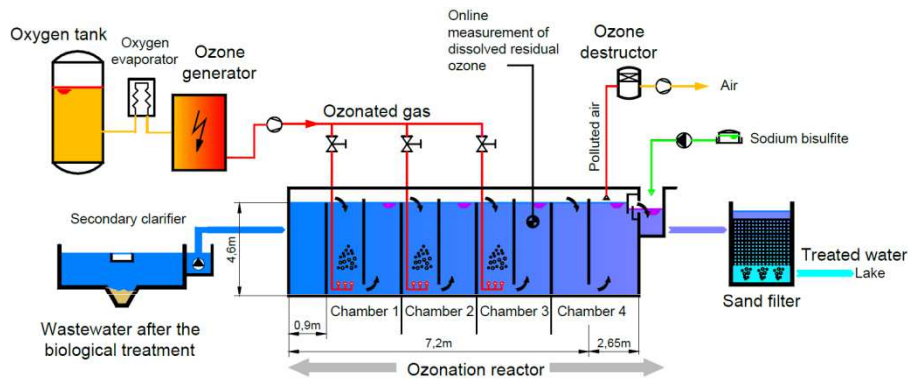 Oxygen tank
Oxygen
evaporator
Ozone
generator
Ozonated gas
Online
measurement of
dissolved residual
ozone
Ozone
destructor
Air
Polluted air
Sodium bisulfite
Secondary clarifier
4,6m
Wastewater after the
biological treatment
Chamber 1
Chamber 2
Chamber 3
Chamber 4
0,9m
7,2m
2,65m
Ozonation reactor
Treated water
Lake
Sand filter